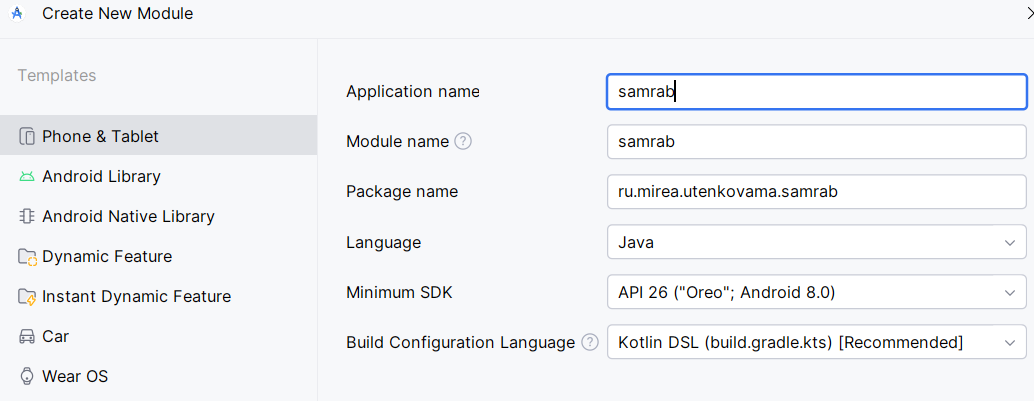 Create New Module
Templates
Phone & Tablet
Android Library
Android Native Library
Dynamic Feature
Instant Dynamic Feature
Car
Wear OS
Application name samrab
Module name ? samrab
Package name ru.mirea.utenkovama.samrab
Language Java
Minimum SDK API 26 ("Oreo"; Android 8.0)
Build Configuration Language ? Kotlin DSL (build.gradle.kts) [Recommended]